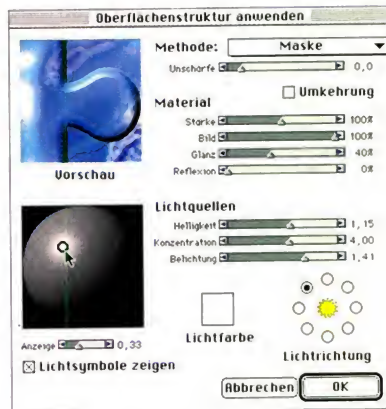 Oberflächenstruktur anwenden
Methode: Maske
Unschärfe 0,0
Umkehrung
Material
Stärke 100%
Bild 100%
Glanz 40%
Reflexion 0%
Vorschau
Lichtquellen
Helligkeit 1,15
Konzentration 4,00
Belichtung 1,41
Anzeige 0,33
Lichtfarbe
Lichtrichtung
Lichtsymbole zeigen
Abbrechen OK